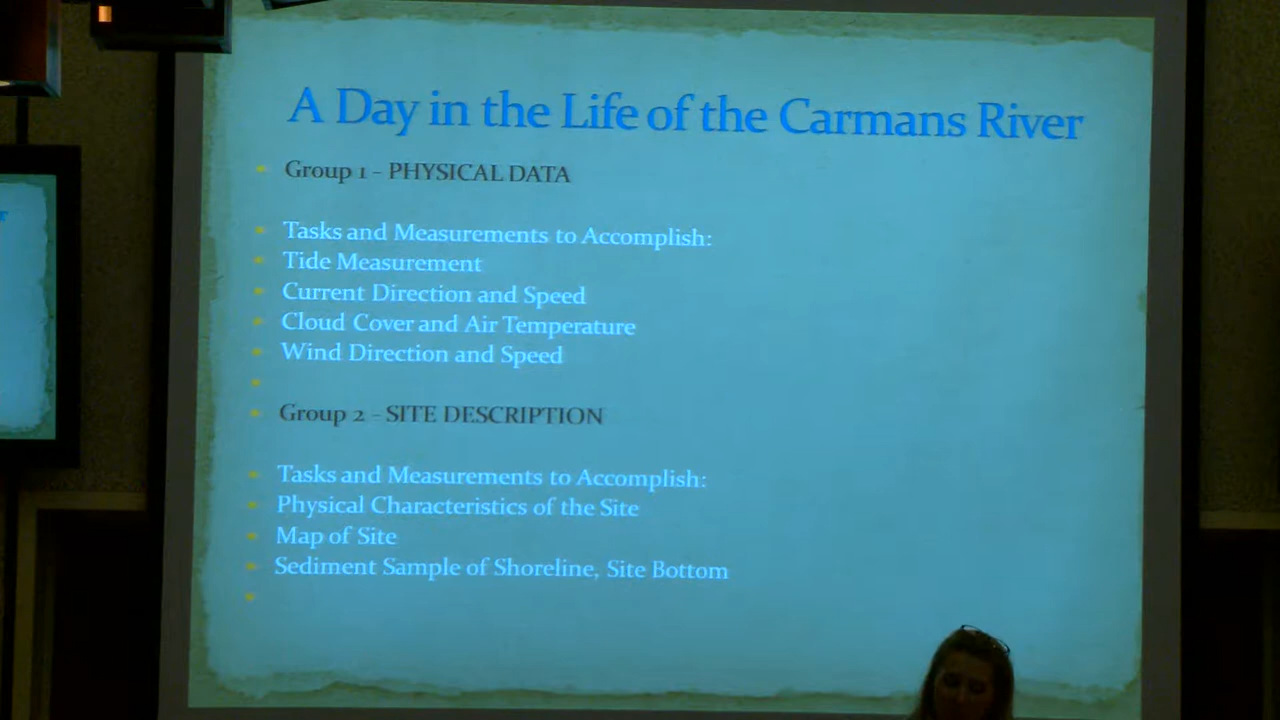 A Day in the Life of the Carmans River
Group 1 - PHYSICAL DATA
Tasks and Measurements to Accomplish:
Tide Measurement
Current Direction and Speed
Cloud Cover and Air Temperature
Wind Direction and Speed
Group 2 - SITE DESCRIPTION
Tasks and Measurements to Accomplish:
Physical Characteristics of the Site
Map of Site
Sediment Sample of Shoreline, Site Bottom